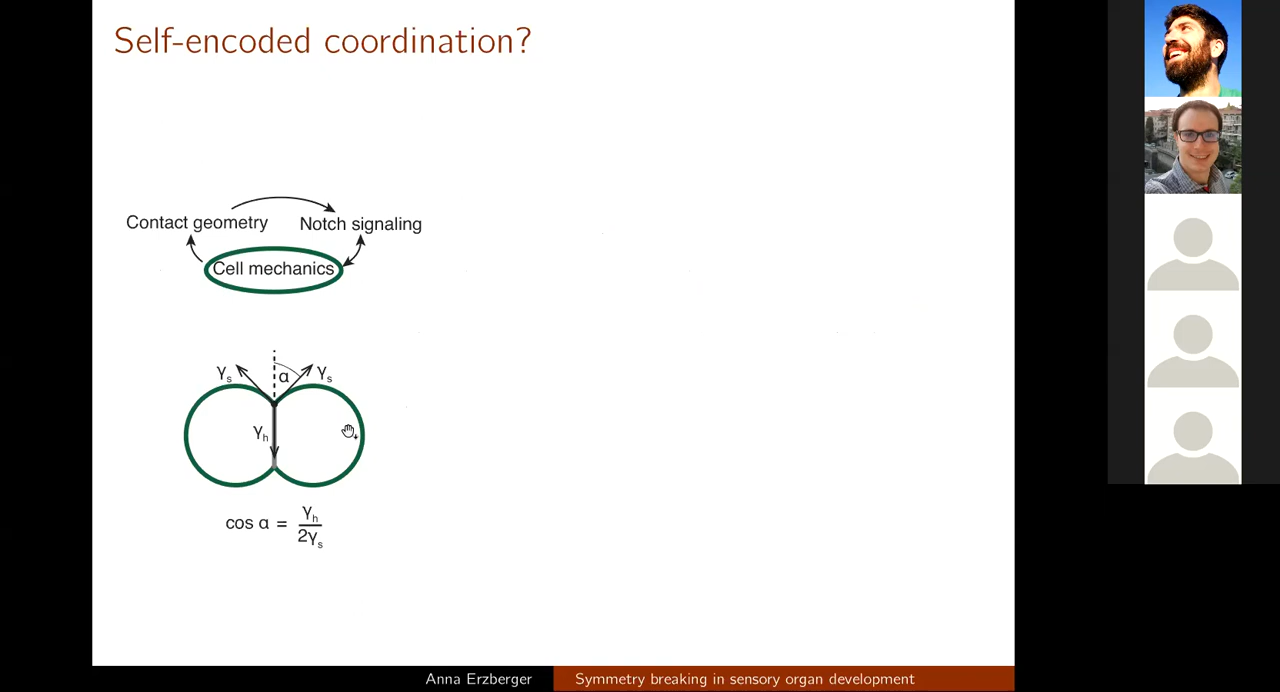 Self-encoded coordination?
Contact geometry
Notch signaling
Cell mechanics
γs α γs
γh
cos α = γh / 2γs
Anna Erzberger
Symmetry breaking in sensory organ development